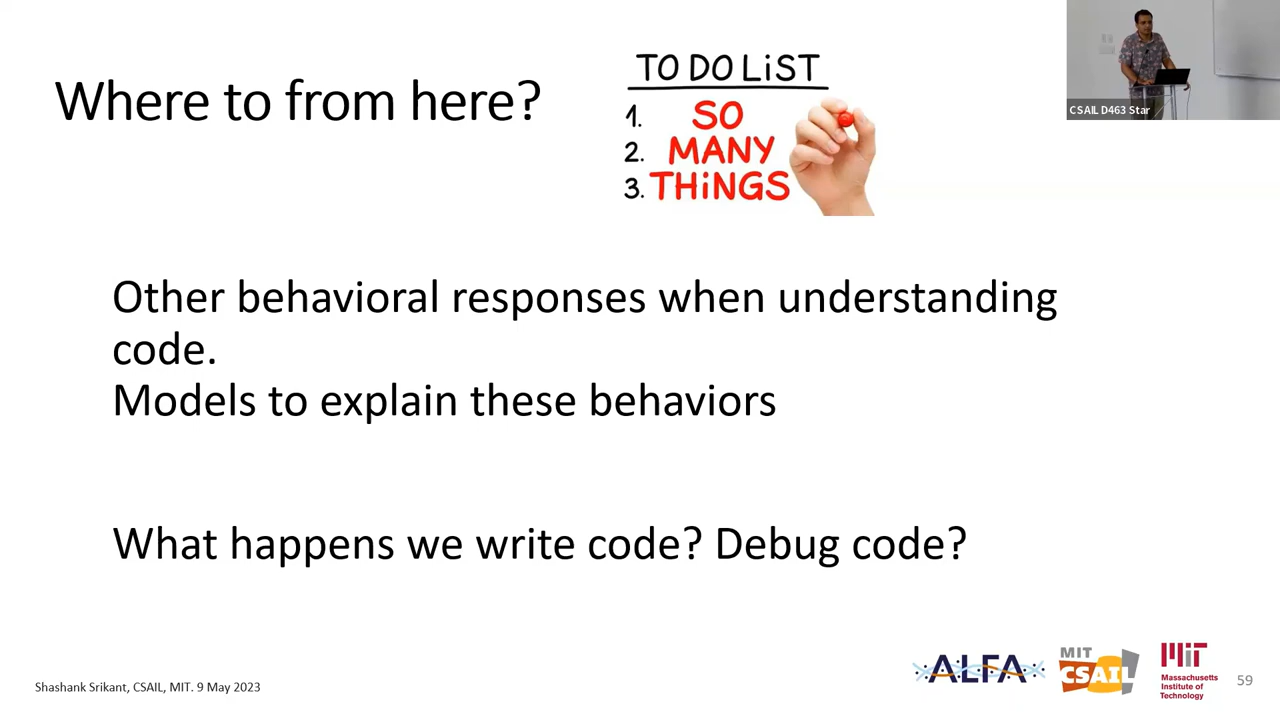 Where to from here?
TO DO LiST
1. SO
2. MANY
3. THiNGS
CSAIL D463 Star
Other behavioral responses when understanding
code.
Models to explain these behaviors
What happens we write code? Debug code?
Shashank Srikant, CSAIL, MIT. 9 May 2023
ALFA
MIT
CSAIL
MIT
Massachusetts
Institute of
Technology
59